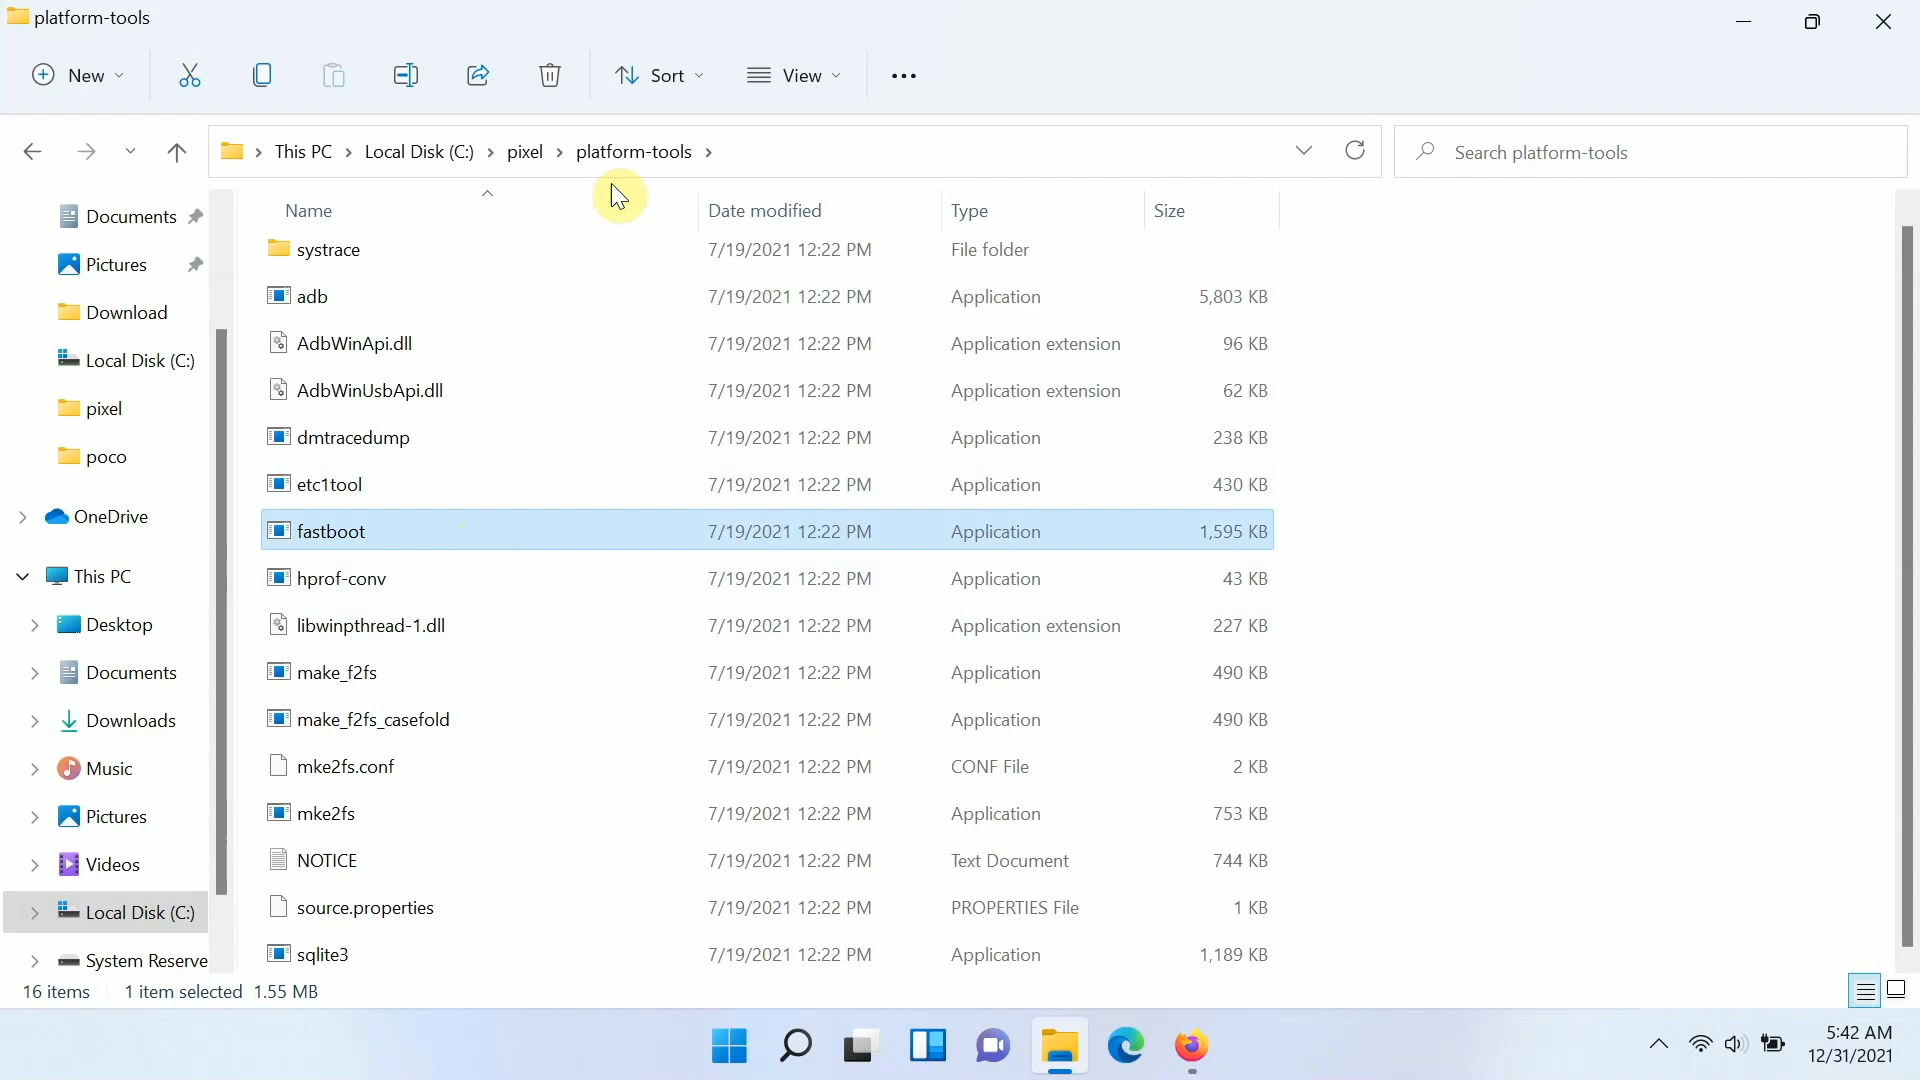 platform-tools
New
Sort
View
This PC
Local Disk (C:)
pixel
platform-tools
Search platform-tools
Name
Date modified
Type
Size
systrace 7/19/2021 12:22 PM File folder
adb 7/19/2021 12:22 PM Application 5,803 KB
AdbWinApi.dll 7/19/2021 12:22 PM Application extension 96 KB
AdbWinUsbApi.dll 7/19/2021 12:22 PM Application extension 62 KB
dmtracedump 7/19/2021 12:22 PM Application 238 KB
etc1tool 7/19/2021 12:22 PM Application 430 KB
fastboot 7/19/2021 12:22 PM Application 1,595 KB
hprof-conv 7/19/2021 12:22 PM Application 43 KB
libwinpthread-1.dll 7/19/2021 12:22 PM Application extension 227 KB
make_f2fs 7/19/2021 12:22 PM Application 490 KB
make_f2fs_casefold 7/19/2021 12:22 PM Application 490 KB
mke2fs.conf 7/19/2021 12:22 PM CONF File 2 KB
mke2fs 7/19/2021 12:22 PM Application 753 KB
NOTICE 7/19/2021 12:22 PM Text Document 744 KB
source.properties 7/19/2021 12:22 PM PROPERTIES File 1 KB
sqlite3 7/19/2021 12:22 PM Application 1,189 KB
Documents
Pictures
Download
Local Disk (C:)
pixel
poco
OneDrive
This PC
Desktop
Documents
Downloads
Music
Pictures
Videos
Local Disk (C:)
System Reserve
16 items 1 item selected 1.55 MB
5:42 AM
12/31/2021